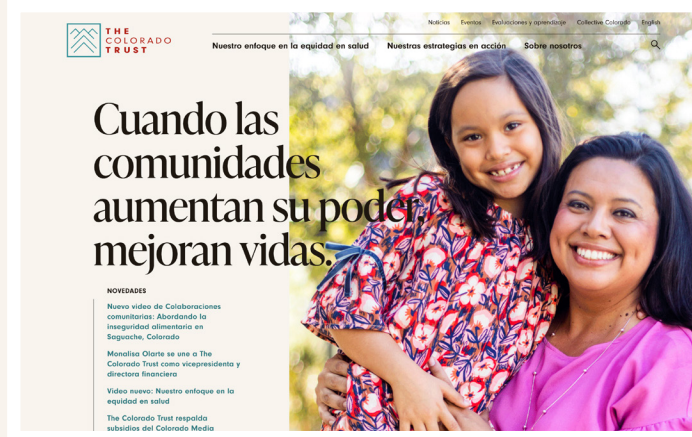 THE
COLORADO
TRUST
Noticias Eventos Evaluaciones y aprendizaje Collective Colorado English
Nuestro enfoque en la equidad en salud Nuestras estrategias en acción Sobre nosotros
Cuando las
comunidades
aumentan su poder,
mejoran vidas.
NOVEDADES
Nuevo video de Colaboraciones
comunitarias: Abordando la
inseguridad alimentaria en
Saguache, Colorado
Monalisa Olarte se une a The
Colorado Trust como vicepresidenta y
directora financiera
Video nuevo: Nuestro enfoque en la
equidad en salud
The Colorado Trust respalda
subsidios del Colorado Media